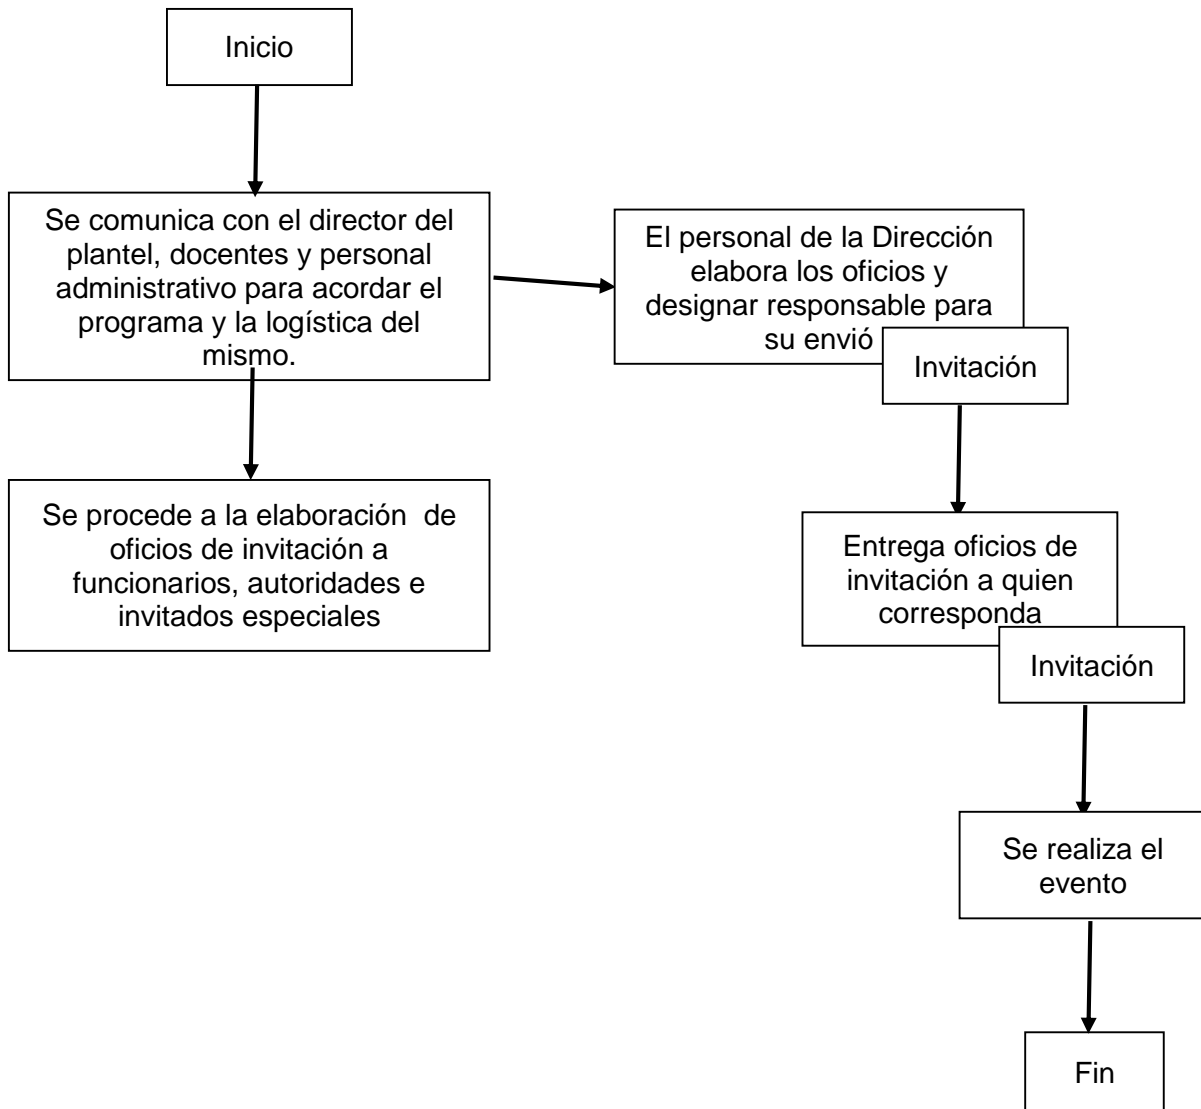 Inicio
Se comunica con el director del
plantel, docentes y personal
administrativo para acordar el
programa y la logística del
mismo.
El personal de la Dirección
elabora los oficios y
designar responsable para
su envió
Invitación
Se procede a la elaboración  de
oficios de invitación a
funcionarios, autoridades e
invitados especiales
Entrega oficios de
invitación a quien
corresponda
Invitación
Se realiza el
evento
Fin